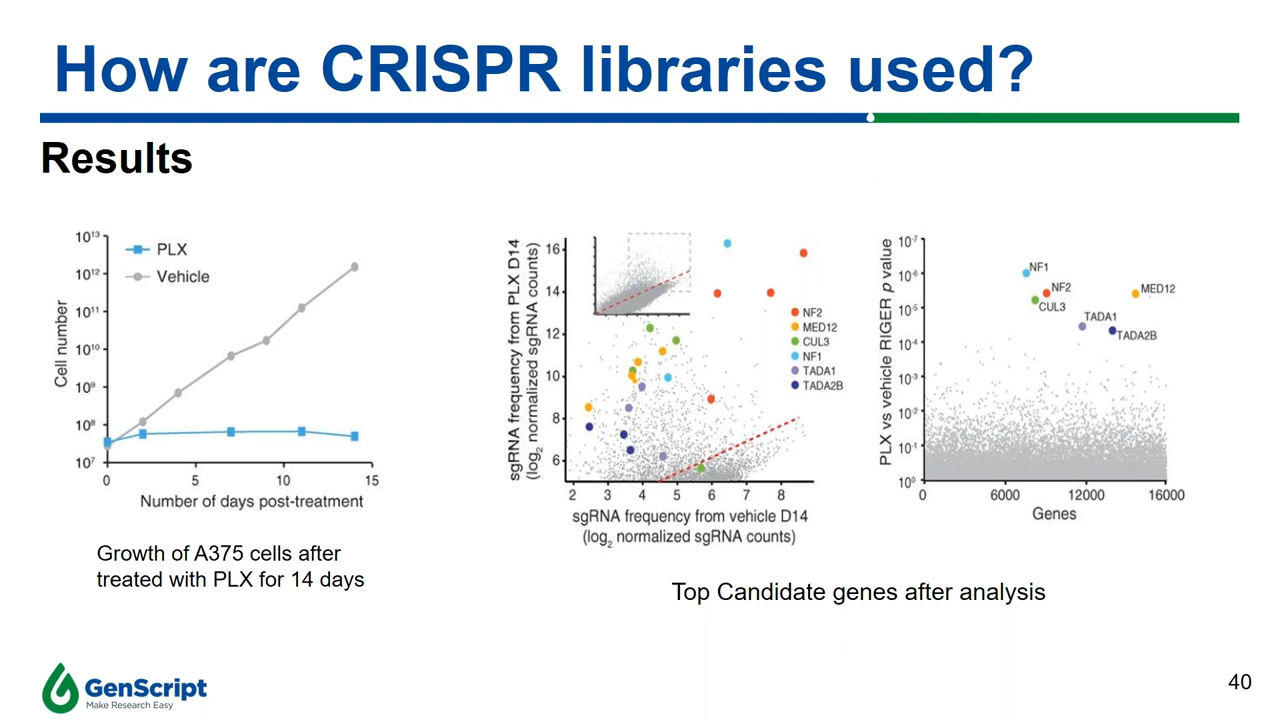 How are CRISPR libraries used?
Results
10¹³
10¹²
10¹¹
10¹⁰
10⁹
10⁸
10⁷
Cell number
PLX
Vehicle
0 5 10 15
Number of days post-treatment
Growth of A375 cells after
treated with PLX for 14 days
sgRNA frequency from PLX D14
(log₂ normalized sgRNA counts)
16
14
12
10
8
6
NF2
MED12
CUL3
NF1
TADA1
TADA2B
2 3 4 5 6 7 8
sgRNA frequency from vehicle D14
(log₂ normalized sgRNA counts)
PLX vs vehicle RIGER p value
10⁻⁷
10⁻⁶
10⁻⁵
10⁻⁴
10⁻³
10⁻²
10⁻¹
10⁰
NF1
NF2
MED12
CUL3
TADA1
TADA2B
0 6000 12000 16000
Genes
Top Candidate genes after analysis
GenScript
Make Research Easy
40